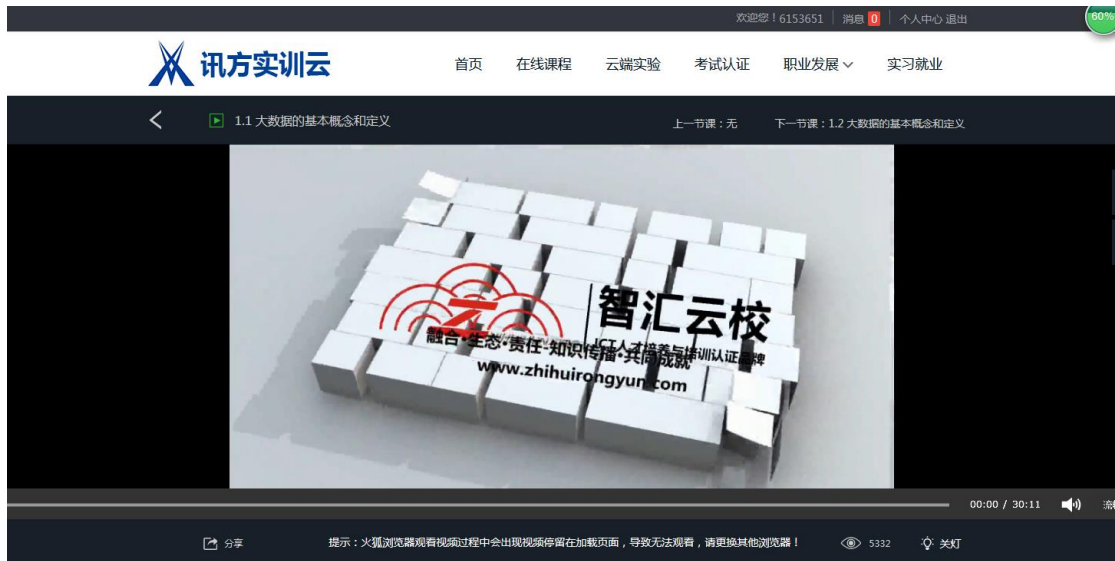 欢迎您！6153651 消息 0 个人中心 退出
60%
讯方实训云
首页 在线课程 云端实验 考试认证 职业发展 实习就业
1.1 大数据的基本概念和定义 上一节课：无 下一节课：1.2 大数据的基本概念和定义
云
智汇云校
ICT人才培养与培训认证品牌
融合·生态·责任·知识传播·共同成就
www.zhihuirongyun.com
00:00 / 30:11
分享 提示：火狐浏览器观看视频过程中会出现视频停留在加载页面，导致无法观看，请更换其他浏览器！ 5332 关灯